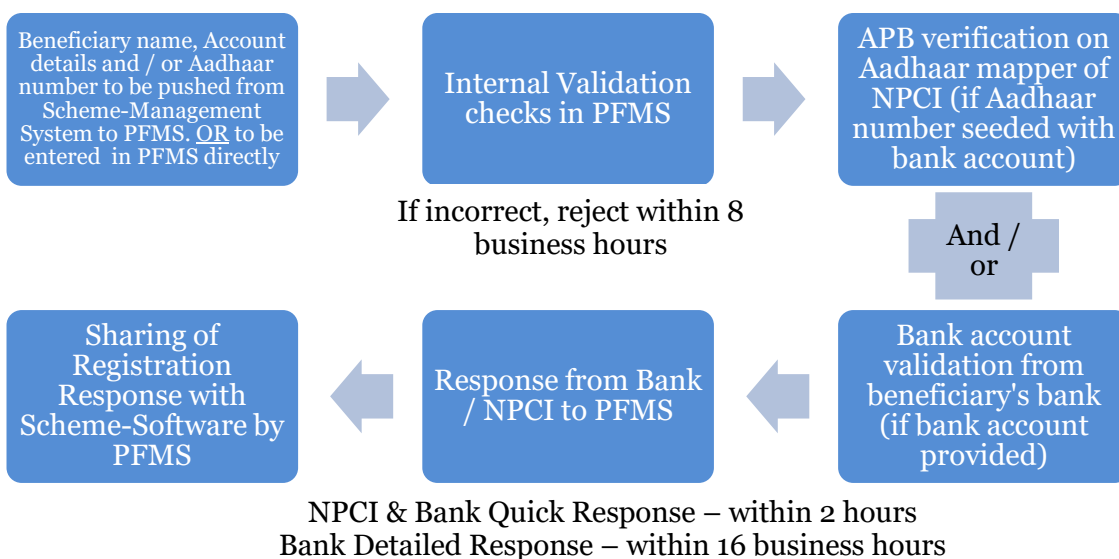 Beneficiary name, Account
details and / or Aadhaar
number to be pushed from
Scheme-Management
System to PFMS. OR to be
entered in PFMS directly
Internal Validation
checks in PFMS
If incorrect, reject within 8
business hours
APB verification on
Aadhaar mapper of
NPCI (if Aadhaar
number seeded with
bank account)
And /
or
Bank account
validation from
beneficiary's bank
(if bank account
provided)
Response from Bank
/ NPCI to PFMS
Sharing of
Registration
Response with
Scheme-Software by
PFMS
NPCI & Bank Quick Response – within 2 hours
Bank Detailed Response – within 16 business hours